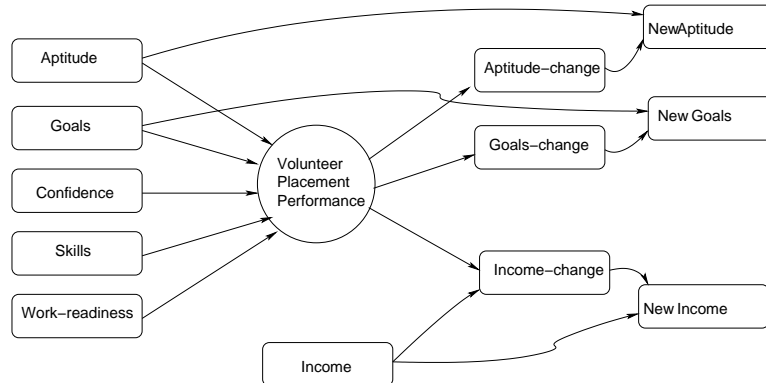 Aptitude
Goals
Confidence
Skills
Work−readiness
Volunteer
Placement
Performance
Income
Aptitude−change
Goals−change
Income−change
NewAptitude
New Goals
New Income